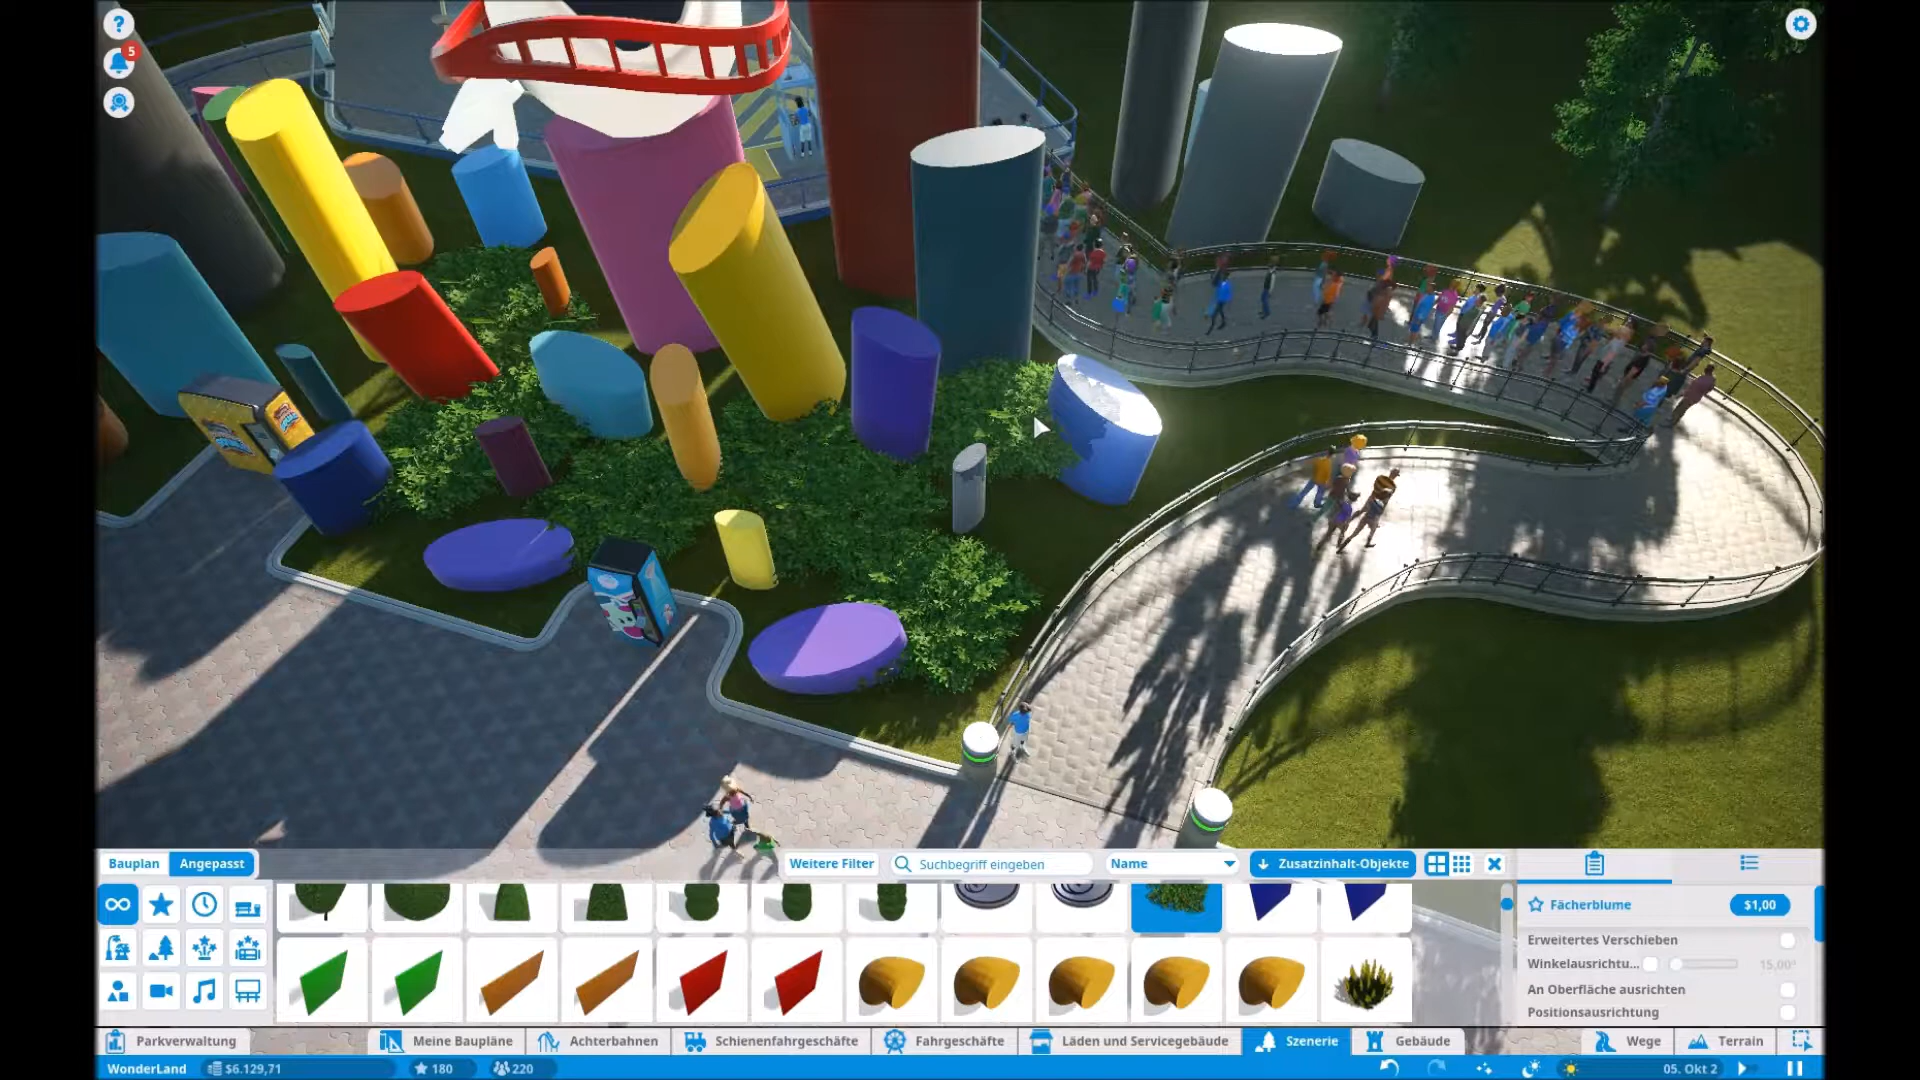 ?
5
Bauplan Angepasst Weitere Filter Suchbegriff eingeben Name Zusatzinhalt-Objekte
Fächerblume $1,00
Erweitertes Verschieben
Winkelausrichtu... 15,00°
An Oberfläche ausrichten
Positionsausrichtung
Parkverwaltung Meine Baupläne Achterbahnen Schienenfahrgeschäfte Fahrgeschäfte Läden und Servicegebäude Szenerie Gebäude Wege Terrain
WonderLand $6.129,71 180 220 05. Okt 2